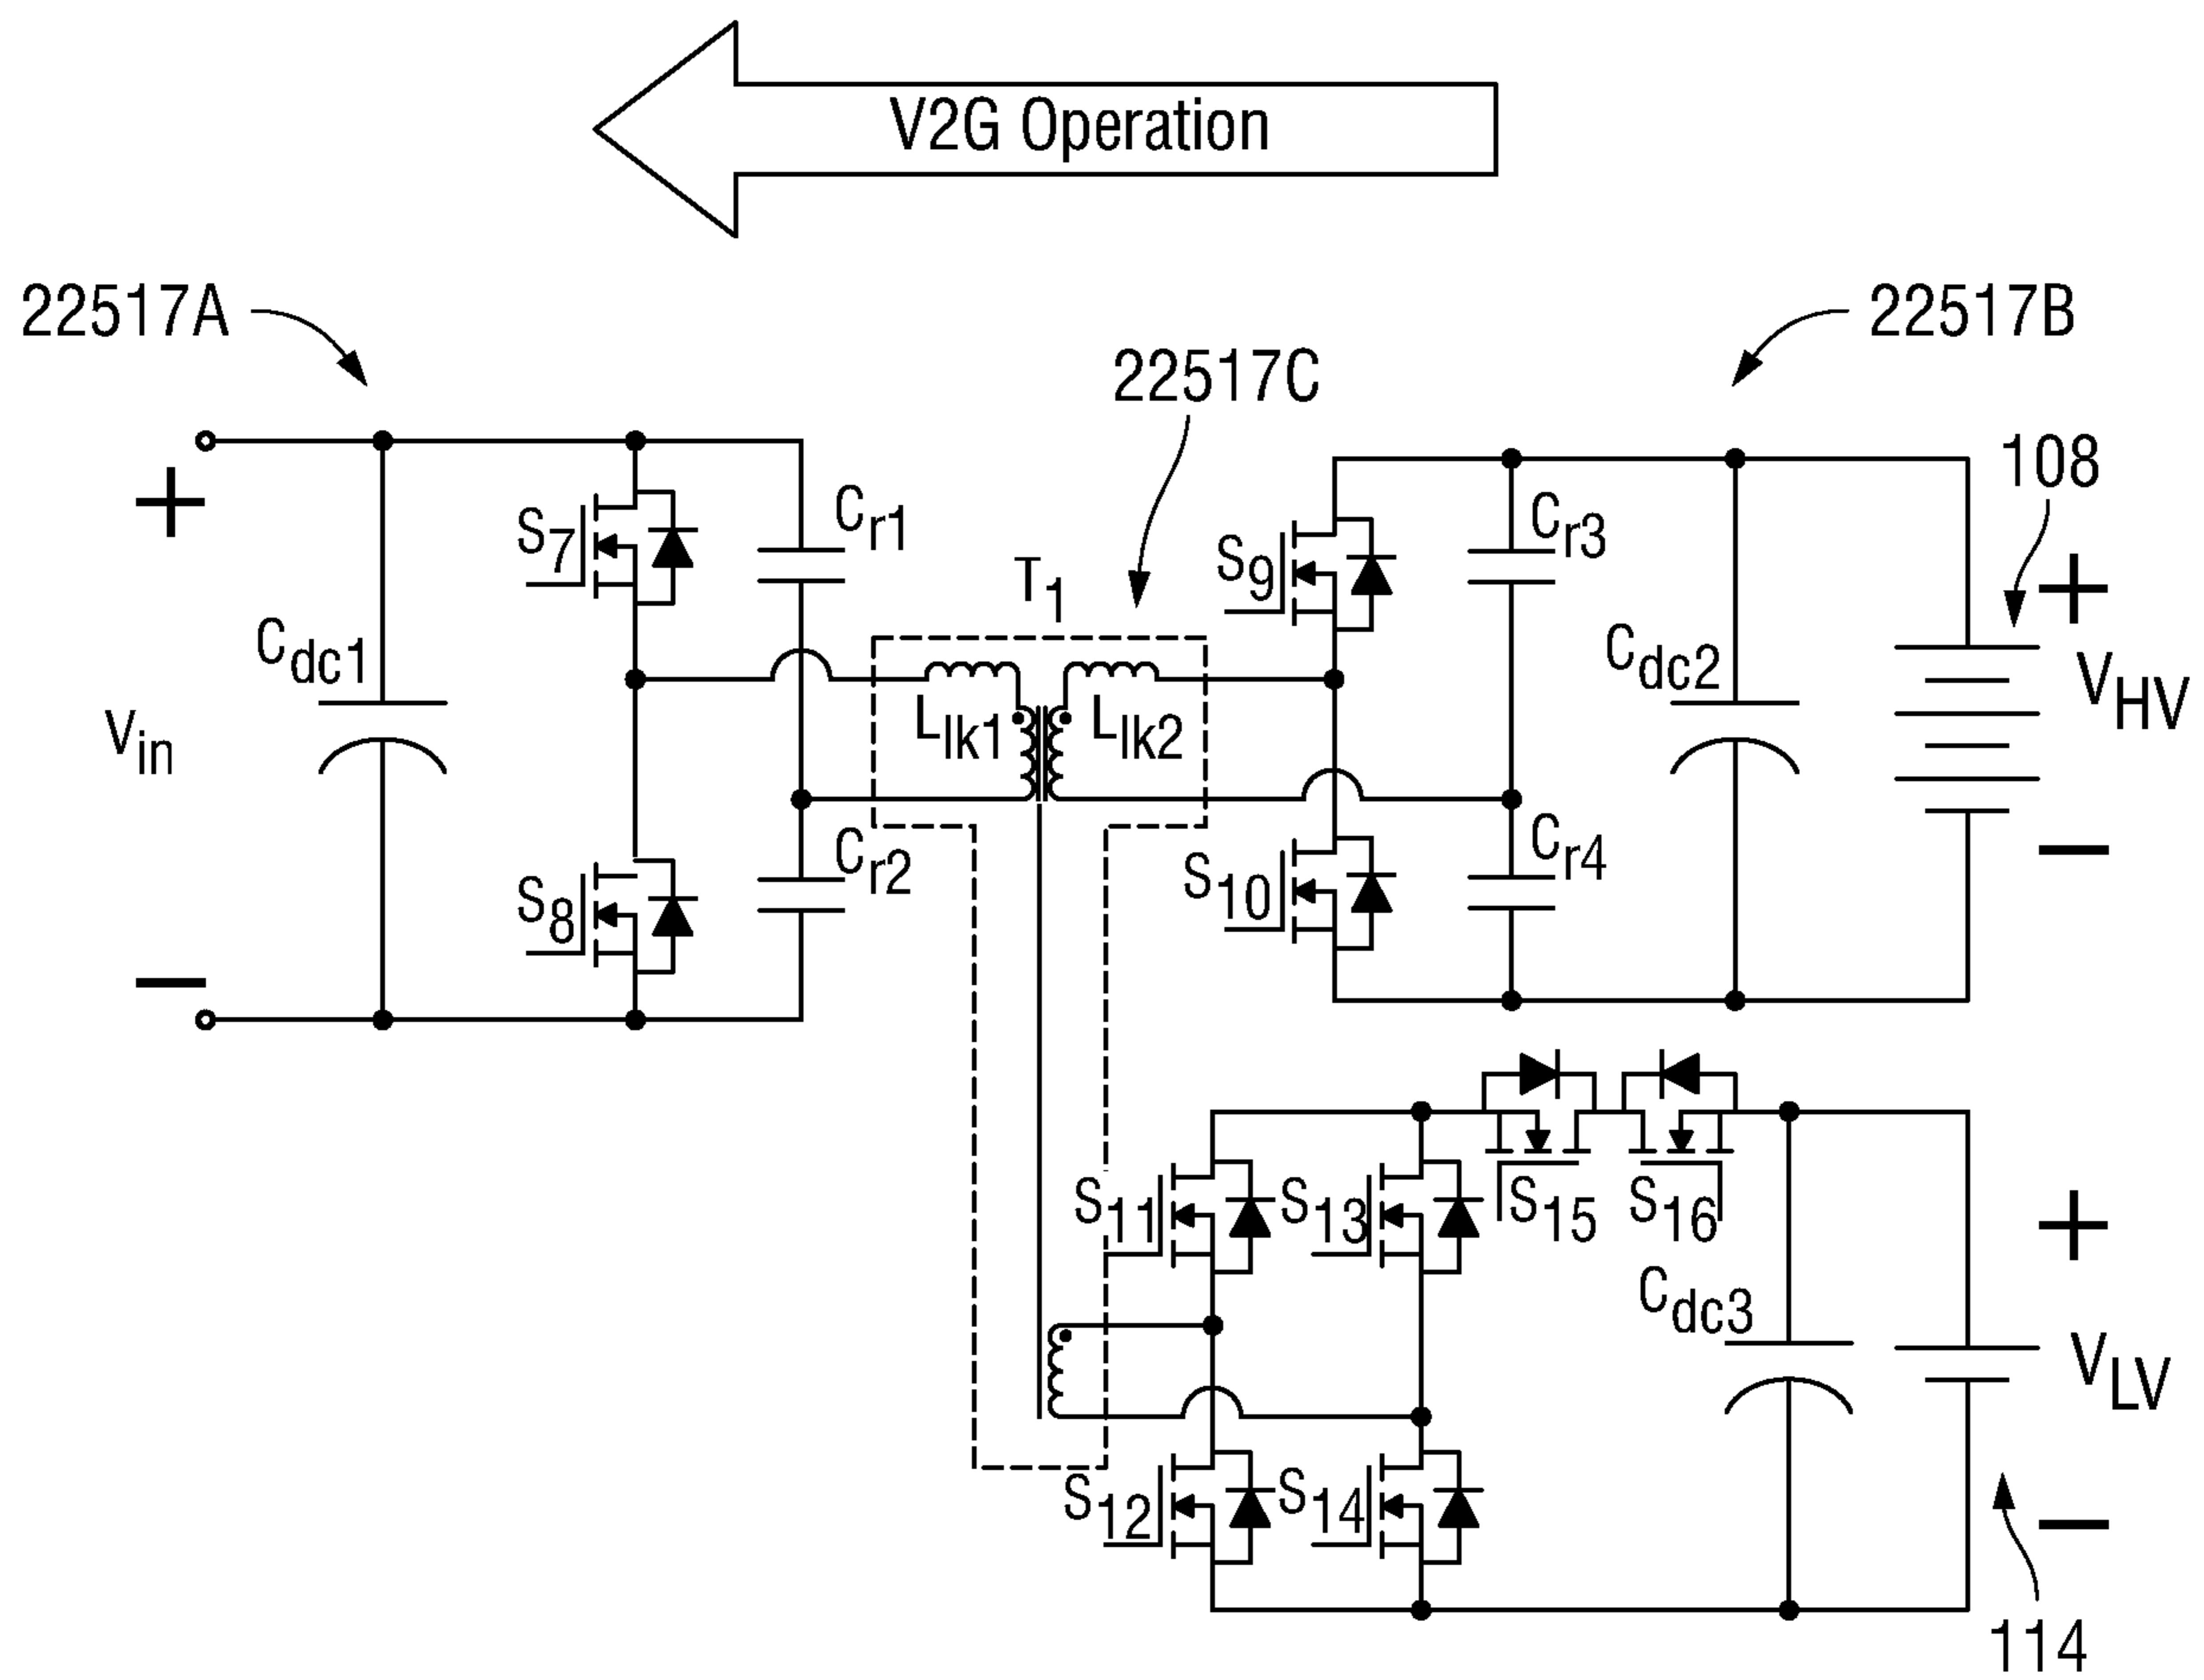 V2G Operation
22517A
22517B
22517C
108
+
+
S7
Cr1
Cr3
S9
T1
Cdc1
Cdc2
VHV
Vin
Llk1
Llk2
Cr2
Cr4
S8
S10
−
−
S11
S13
S15
S16
+
Cdc3
VLV
S12
S14
−
114